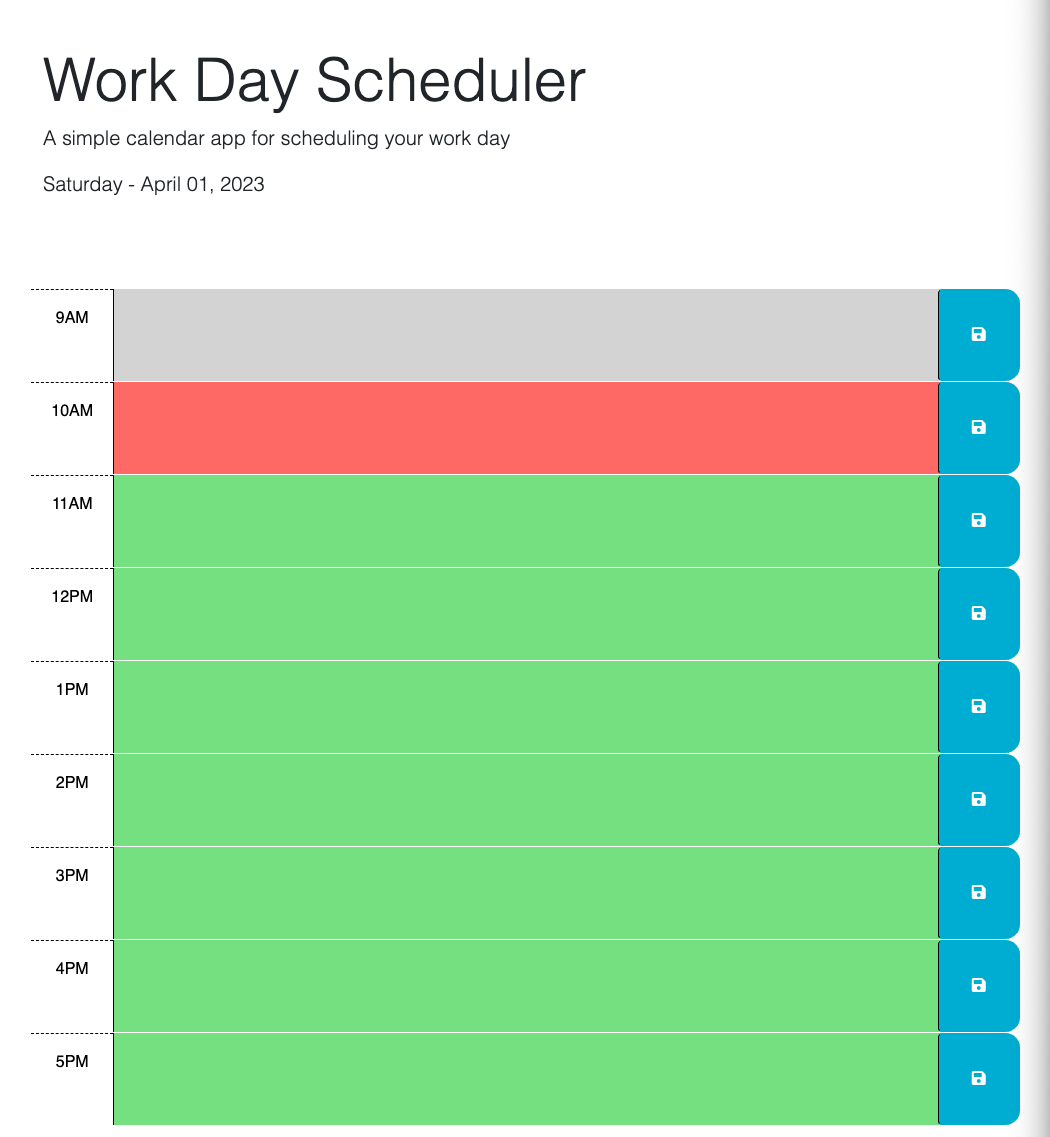 Work Day Scheduler
A simple calendar app for scheduling your work day
Saturday - April 01, 2023
9AM
10AM
11AM
12PM
1PM
2PM
3PM
4PM
5PM